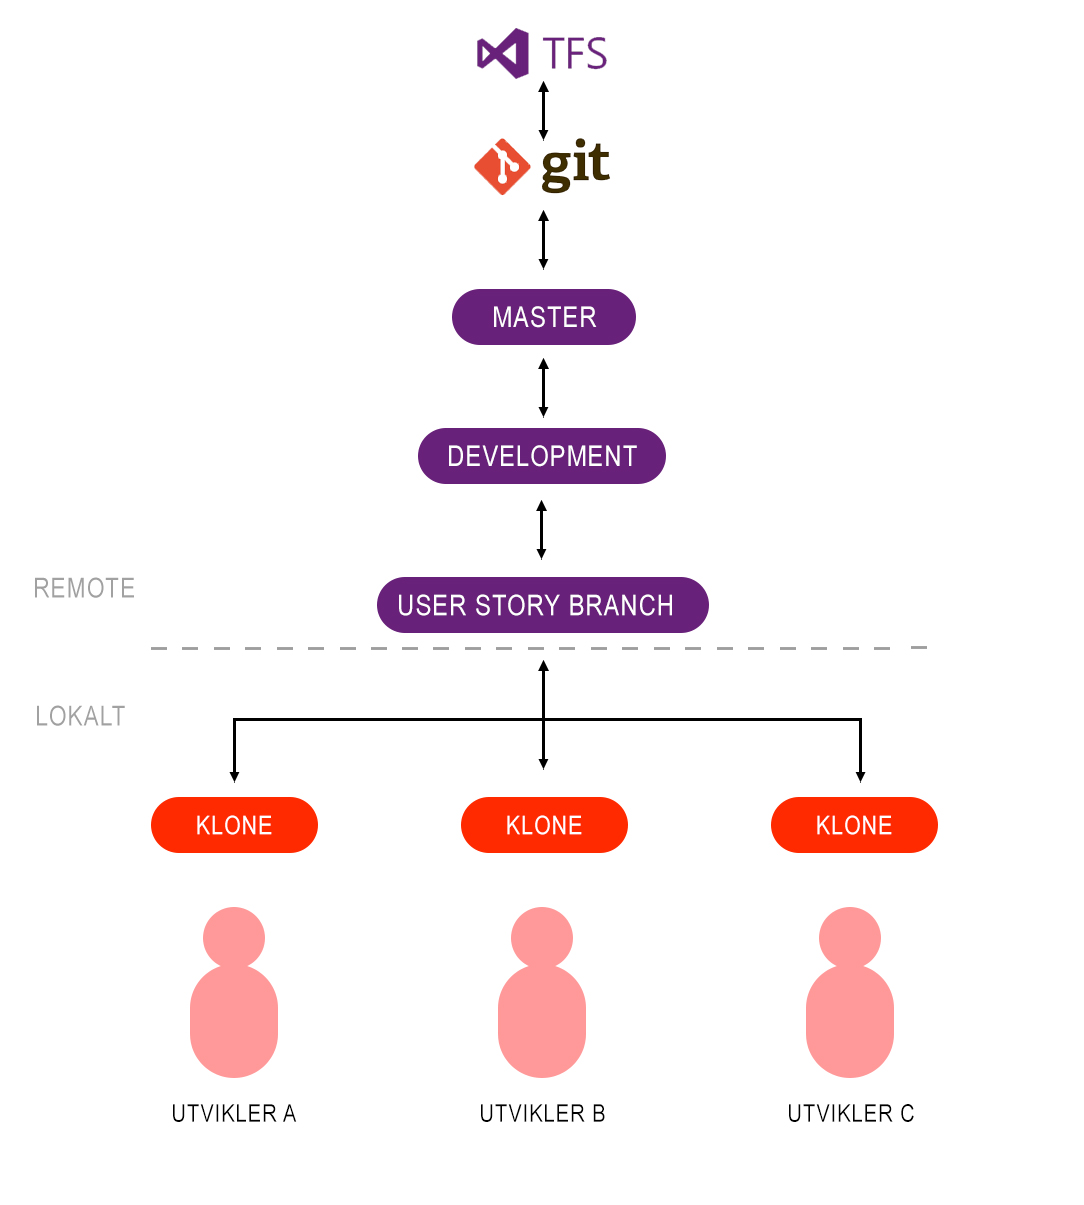 TFS
git
MASTER
DEVELOPMENT
REMOTE
USER STORY BRANCH
LOKALT
KLONE KLONE KLONE
UTVIKLER A UTVIKLER B UTVIKLER C